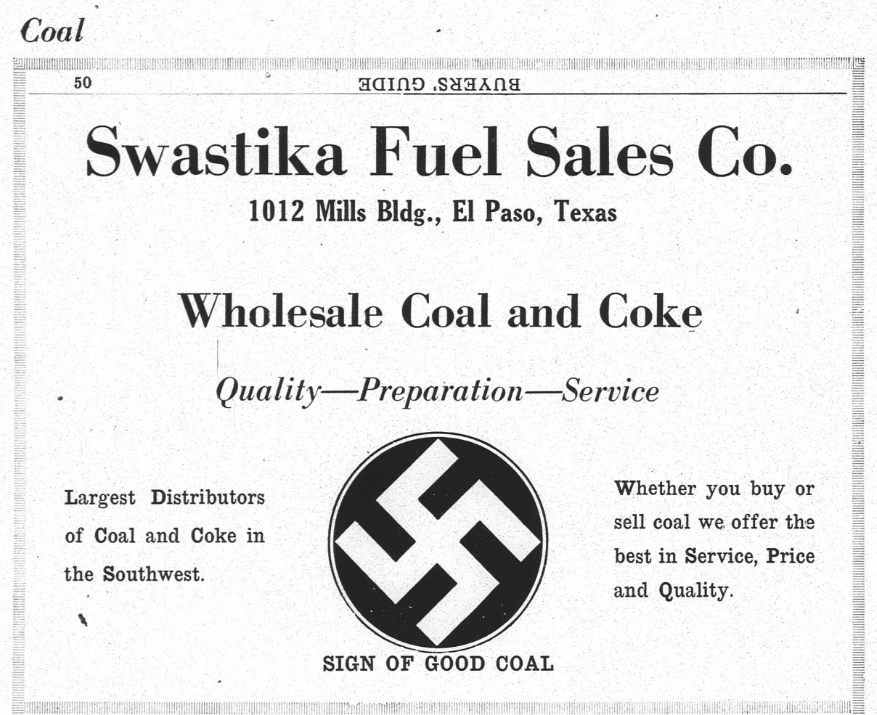 Coal
50
BUYERS' GUIDE
Swastika Fuel Sales Co.
1012 Mills Bldg., El Paso, Texas
Wholesale Coal and Coke
Quality—Preparation—Service
Largest Distributors
of Coal and Coke in
the Southwest.
Whether you buy or
sell coal we offer the
best in Service, Price
and Quality.
SIGN OF GOOD COAL